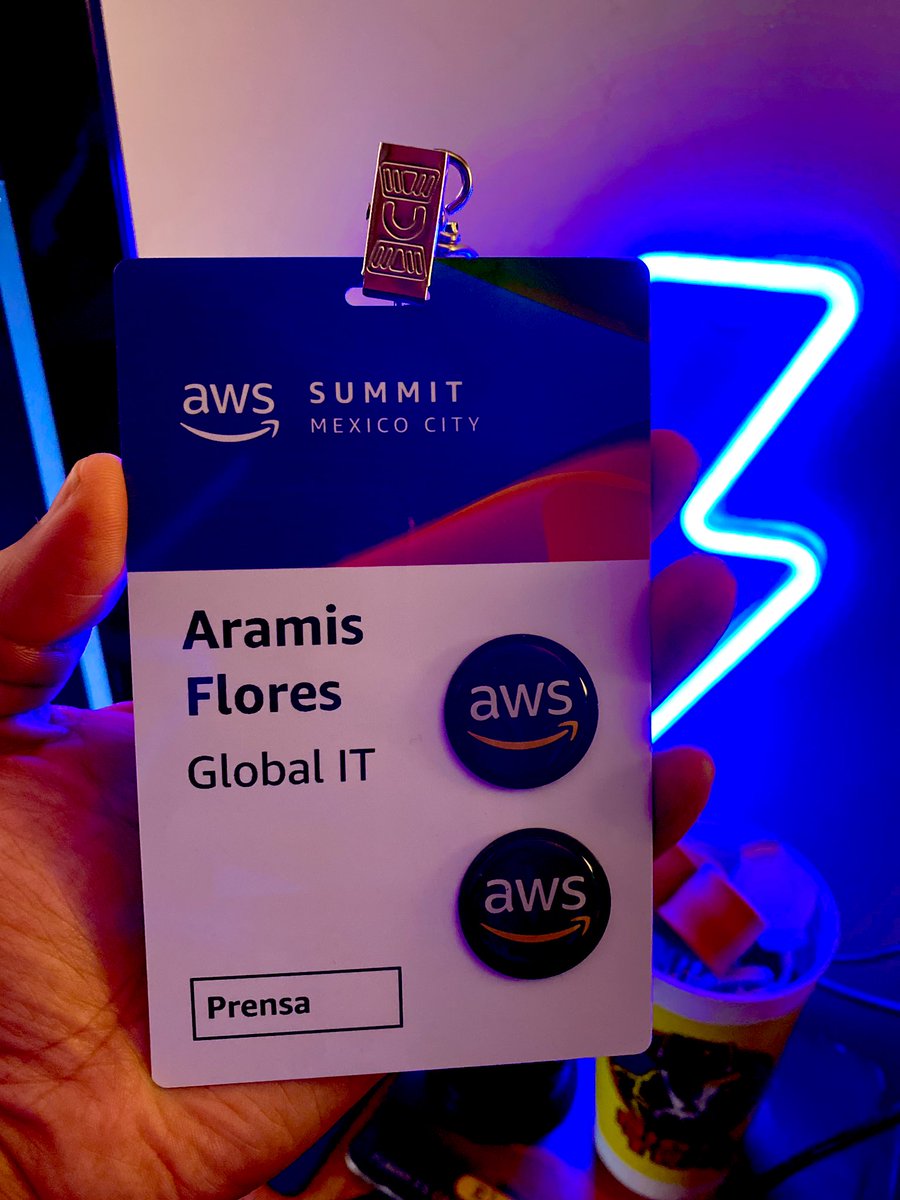 aws SUMMIT
MEXICO CITY
Aramis
Flores
Global IT
aws
aws
Prensa